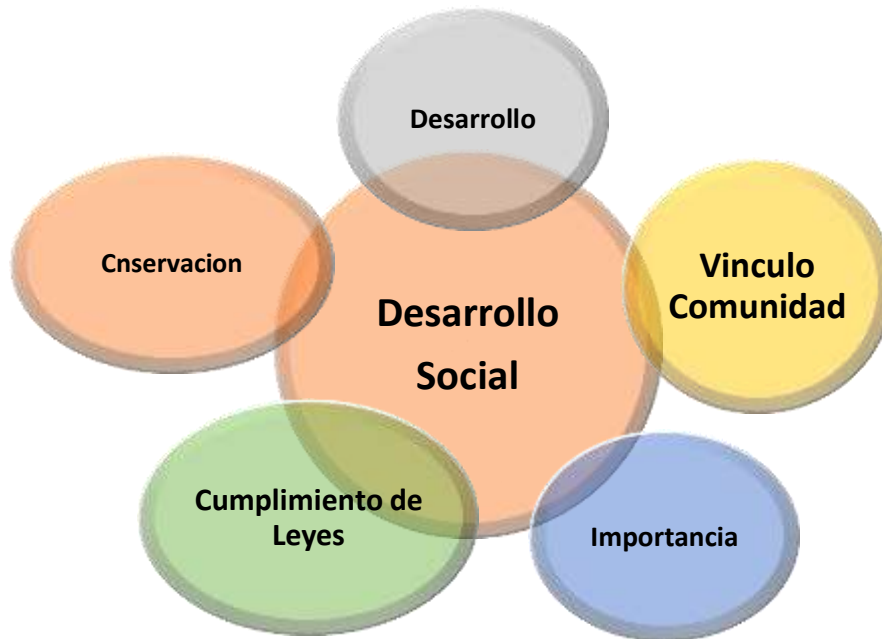 Desarrollo
Cnservacion
Vinculo
Comunidad
Desarrollo
Social
Cumplimiento de
Leyes
Importancia